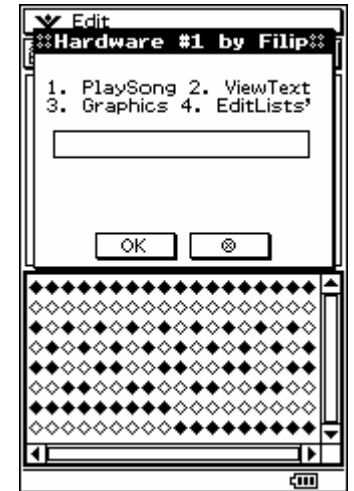 Edit
Hardware #1 by Filip
1. PlaySong 2. ViewText
3. Graphics 4. EditLists'
OK